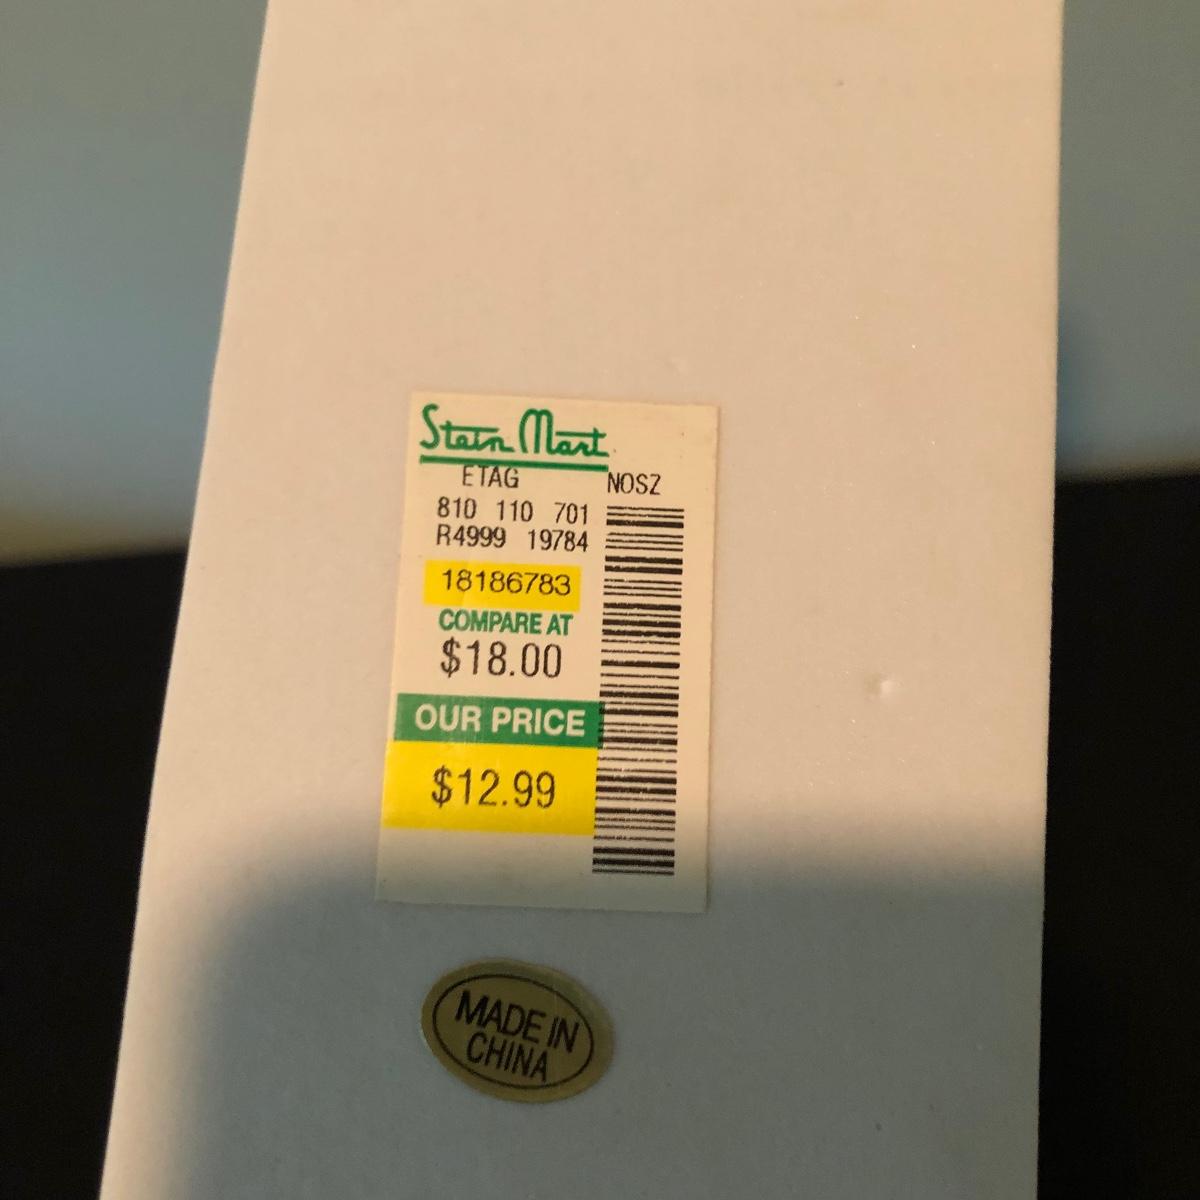 Stein Mart
ETAG NOSZ
810 110 701
R4999 19784
18186783
COMPARE AT
$18.00
OUR PRICE
$12.99
MADE IN
CHINA